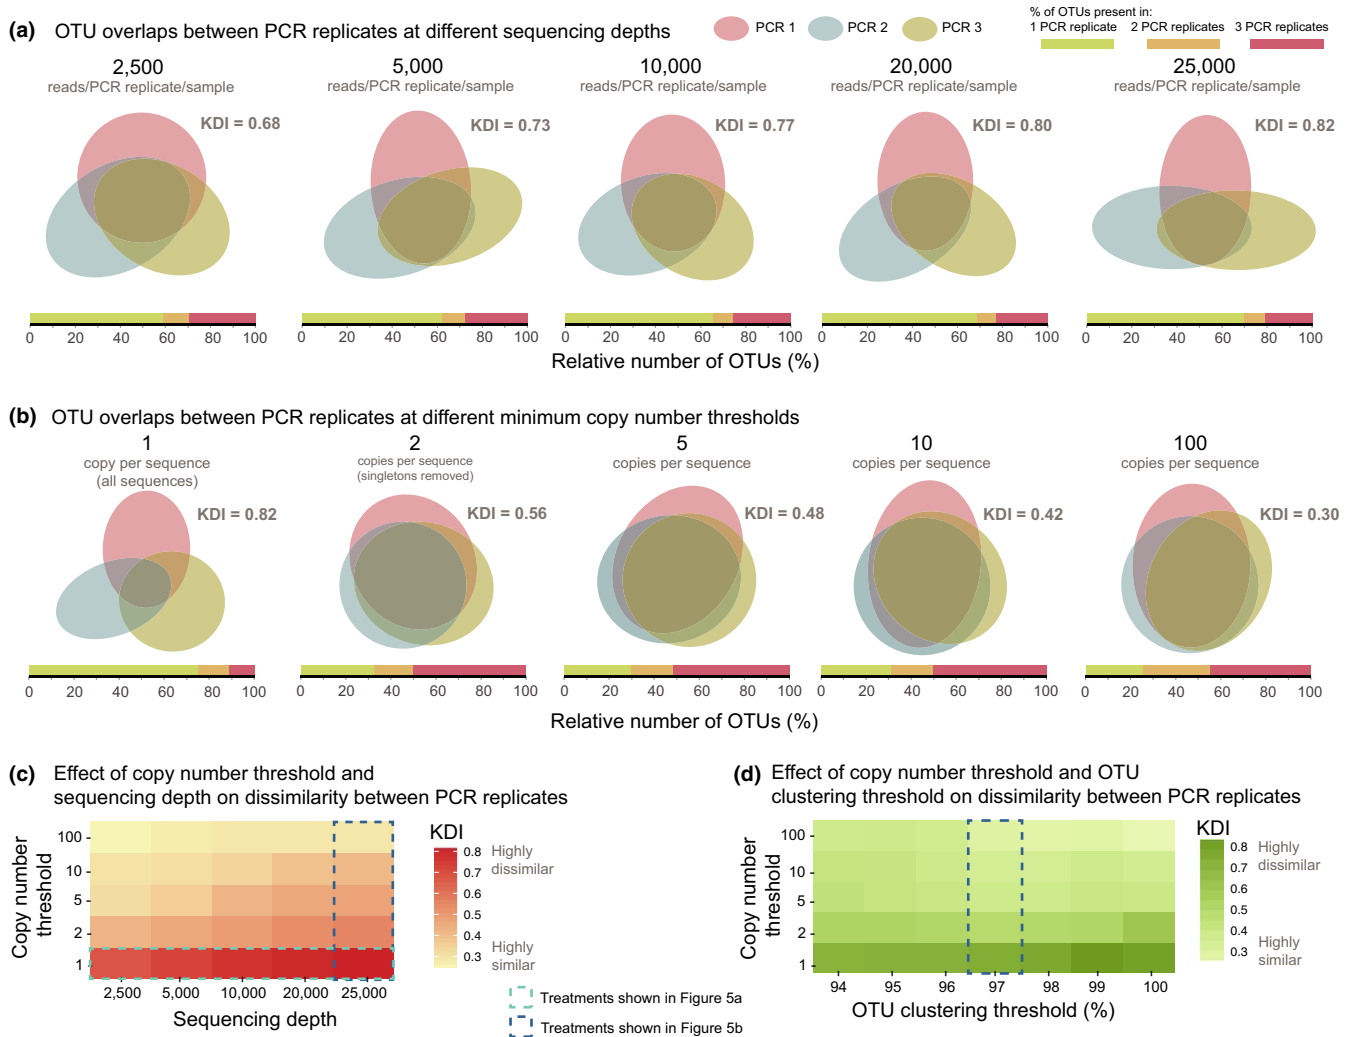 (a) OTU overlaps between PCR replicates at different sequencing depths
PCR 1 PCR 2 PCR 3
% of OTUs present in:
1 PCR replicate 2 PCR replicates 3 PCR replicates
2,500 5,000 10,000 20,000 25,000
reads/PCR replicate/sample reads/PCR replicate/sample reads/PCR replicate/sample reads/PCR replicate/sample reads/PCR replicate/sample
KDI = 0.68 KDI = 0.73 KDI = 0.77 KDI = 0.80 KDI = 0.82
0 20 40 60 80 100 0 20 40 60 80 100 0 20 40 60 80 100 0 20 40 60 80 100 0 20 40 60 80 100
Relative number of OTUs (%)
(b) OTU overlaps between PCR replicates at different minimum copy number thresholds
1 2 5 10 100
copy per sequence copies per sequence copies per sequence copies per sequence copies per sequence
(all sequences) (singletons removed)
KDI = 0.82 KDI = 0.56 KDI = 0.48 KDI = 0.42 KDI = 0.30
0 20 40 60 80 100 0 20 40 60 80 100 0 20 40 60 80 100 0 20 40 60 80 100 0 20 40 60 80 100
Relative number of OTUs (%)
(c) Effect of copy number threshold and
sequencing depth on dissimilarity between PCR replicates
Copy number
threshold
100
10
5
2
1
2,500 5,000 10,000 20,000 25,000
Sequencing depth
KDI
0.8
0.7
0.6
0.5
0.4
0.3
Highly
dissimilar
Highly
similar
Treatments shown in Figure 5a
Treatments shown in Figure 5b
(d) Effect of copy number threshold and OTU
clustering threshold on dissimilarity between PCR replicates
Copy number
threshold
100
10
5
2
1
94 95 96 97 98 99 100
OTU clustering threshold (%)
KDI
0.8
0.7
0.6
0.5
0.4
0.3
Highly
dissimilar
Highly
similar